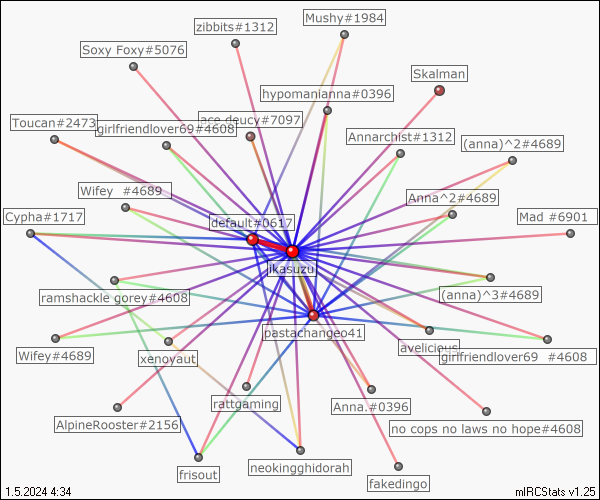 Mushy#1984
zibbits#1312
Soxy Foxy#5076
Skalman
hypomanianna#0396
Toucan#2473
girlfriendlover69#4608
ace deucy#7097
Annarchist#1312
(anna)^2#4689
Wifey #4689
Anna^2#4689
Cypha#1717
default#0617
Mad #6901
ikasuzu
ramshackle gorey#4608
(anna)^3#4689
pastachangeo41
Wifey#4689
xenoyaut
avelicious
girlfriendlover69 #4608
rattgaming
Anna.#0396
AlpineRooster#2156
no cops no laws no hope#4608
frisout
neokingghidorah
fakedingo
1.5.2024 4:34
mIRCStats v1.25